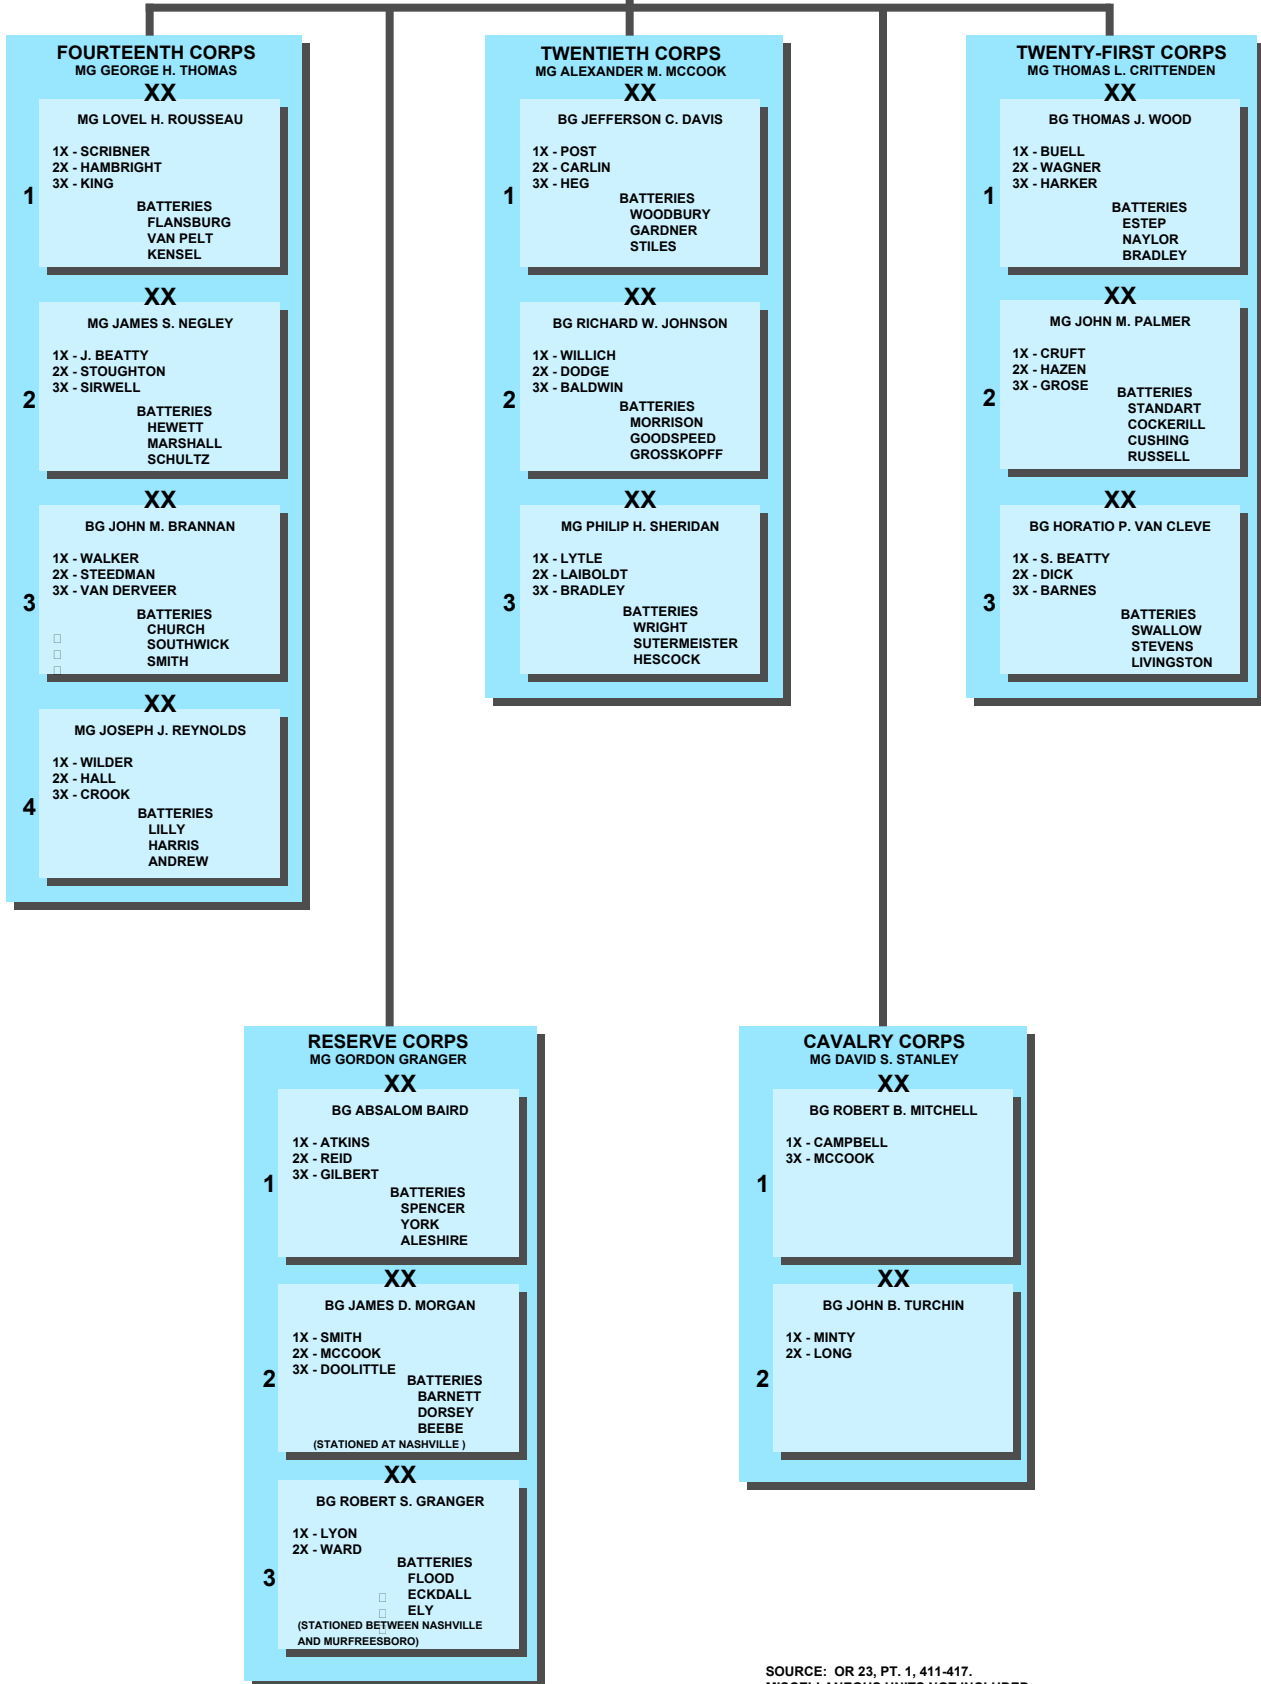 FOURTEENTH CORPS
MG GEORGE H. THOMAS
XX
MG LOVEL H. ROUSSEAU
1X - SCRIBNER
2X - HAMBRIGHT
3X - KING
1
BATTERIES
FLANSBURG
VAN PELT
KENSEL
XX
MG JAMES S. NEGLEY
1X - J. BEATTY
2X - STOUGHTON
3X - SIRWELL
2
BATTERIES
HEWETT
MARSHALL
SCHULTZ
XX
BG JOHN M. BRANNAN
1X - WALKER
2X - STEEDMAN
3X - VAN DERVEER
3
BATTERIES
CHURCH
SOUTHWICK
SMITH
XX
MG JOSEPH J. REYNOLDS
1X - WILDER
2X - HALL
3X - CROOK
4
BATTERIES
LILLY
HARRIS
ANDREW
TWENTIETH CORPS
MG ALEXANDER M. MCCOOK
XX
BG JEFFERSON C. DAVIS
1X - POST
2X - CARLIN
3X - HEG
1
BATTERIES
WOODBURY
GARDNER
STILES
XX
BG RICHARD W. JOHNSON
1X - WILLICH
2X - DODGE
3X - BALDWIN
2
BATTERIES
MORRISON
GOODSPEED
GROSSKOPFF
XX
MG PHILIP H. SHERIDAN
1X - LYTLE
2X - LAIBOLDT
3X - BRADLEY
3
BATTERIES
WRIGHT
SUTERMEISTER
HESCOCK
TWENTY-FIRST CORPS
MG THOMAS L. CRITTENDEN
XX
BG THOMAS J. WOOD
1X - BUELL
2X - WAGNER
3X - HARKER
1
BATTERIES
ESTEP
NAYLOR
BRADLEY
XX
MG JOHN M. PALMER
1X - CRUFT
2X - HAZEN
3X - GROSE
2
BATTERIES
STANDART
COCKERILL
CUSHING
RUSSELL
XX
BG HORATIO P. VAN CLEVE
1X - S. BEATTY
2X - DICK
3X - BARNES
3
BATTERIES
SWALLOW
STEVENS
LIVINGSTON
RESERVE CORPS
MG GORDON GRANGER
XX
BG ABSALOM BAIRD
1X - ATKINS
2X - REID
3X - GILBERT
1
BATTERIES
SPENCER
YORK
ALESHIRE
XX
BG JAMES D. MORGAN
1X - SMITH
2X - MCCOOK
3X - DOOLITTLE
2
BATTERIES
BARNETT
DORSEY
BEEBE
(STATIONED AT NASHVILLE )
XX
BG ROBERT S. GRANGER
1X - LYON
2X - WARD
3
BATTERIES
FLOOD
ECKDALL
ELY
(STATIONED BETWEEN NASHVILLE
AND MURFREESBORO)
CAVALRY CORPS
MG DAVID S. STANLEY
XX
BG ROBERT B. MITCHELL
1X - CAMPBELL
3X - MCCOOK
1
XX
BG JOHN B. TURCHIN
1X - MINTY
2X - LONG
2
SOURCE: OR 23, PT. 1, 411-417.
MISCELLANEOUS UNITS NOT INCLUDED